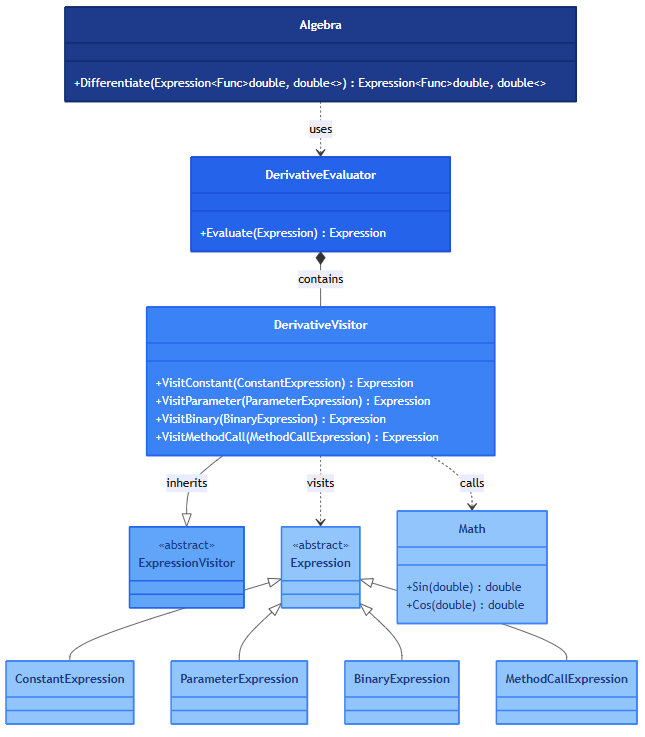 Algebra
+Differentiate(Expression<Func>double, double<>) : Expression<Func>double, double<>
uses
DerivativeEvaluator
+Evaluate(Expression) : Expression
contains
DerivativeVisitor
+VisitConstant(ConstantExpression) : Expression
+VisitParameter(ParameterExpression) : Expression
+VisitBinary(BinaryExpression) : Expression
+VisitMethodCall(MethodCallExpression) : Expression
inherits
visits
calls
«abstract»
ExpressionVisitor
«abstract»
Expression
Math
+Sin(double) : double
+Cos(double) : double
ConstantExpression
ParameterExpression
BinaryExpression
MethodCallExpression